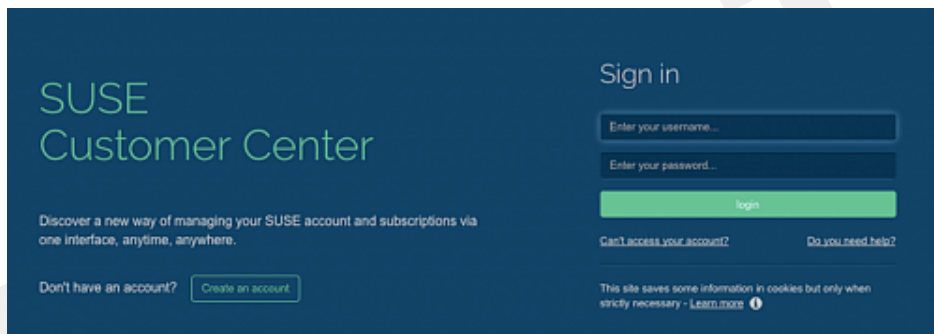 SUSE
Customer Center
Discover a new way of managing your SUSE account and subscriptions via
one interface, anytime, anywhere.
Don't have an account? Create an account
Sign in
Enter your username...
Enter your password...
login
Can't access your account? Do you need help?
This site saves some information in cookies but only when
strictly necessary - Learn more